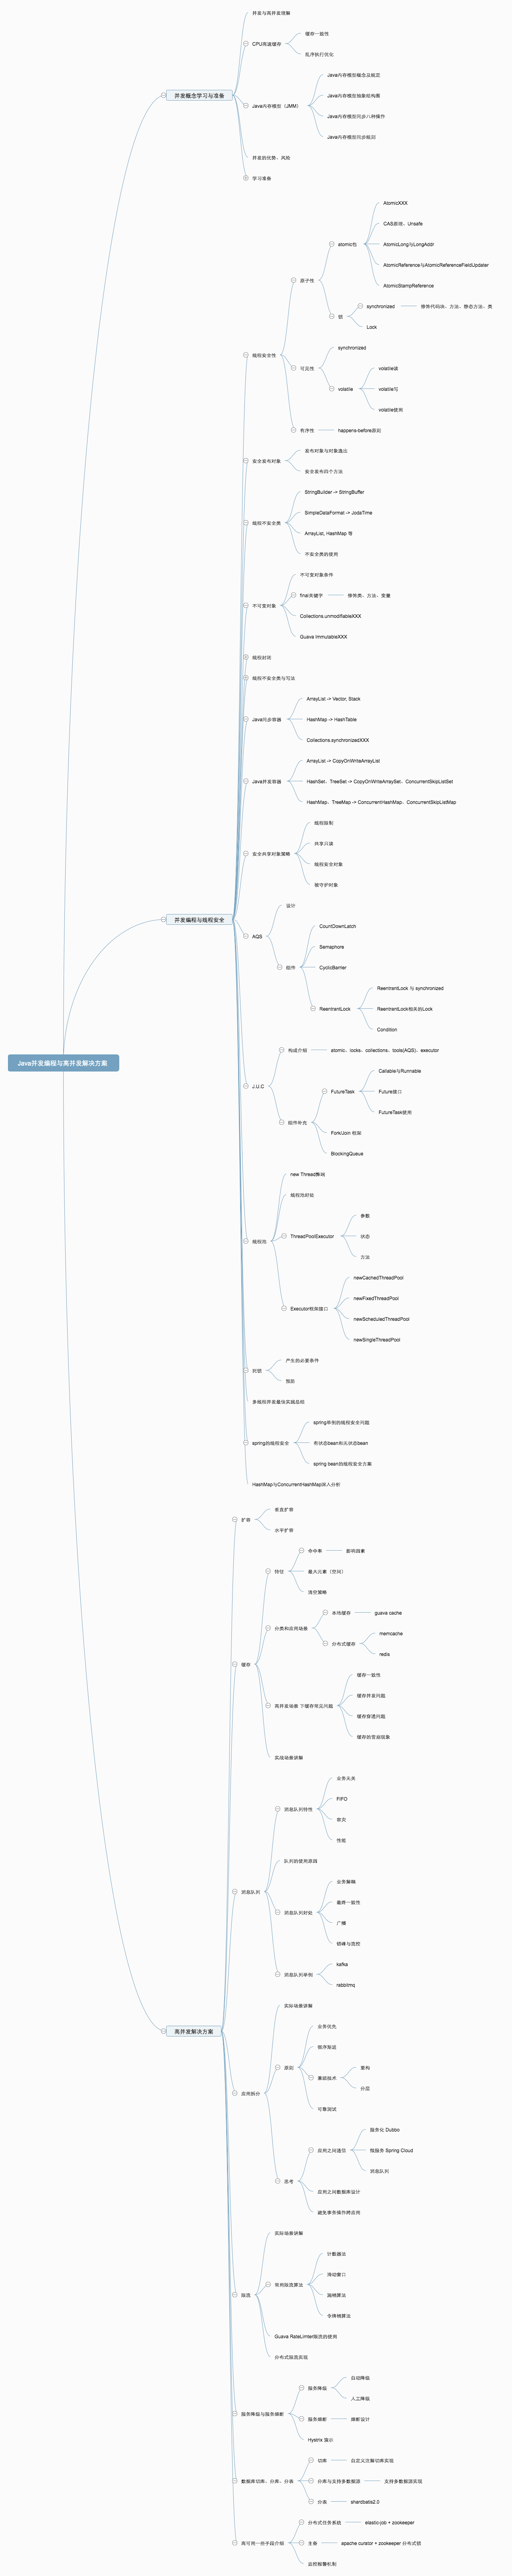 并发与高并发理解
缓存一致性
CPU高速缓存
乱序执行优化
Java内存模型概念及规定
并发概念学习与准备
Java内存模型抽象结构图
Java内存模型（JMM）
Java内存模型同步八种操作
Java内存模型同步规则
并发的优势、风险
学习准备
AtomicXXX
CAS原理、Unsafe
atomic包
AtomicLong与LongAddr
AtomicReference与AtomicReferenceFieldUpdater
原子性
AtomicStampReference
synchronized
修饰代码块、方法、静态方法、类
锁
Lock
线程安全性
synchronized
可见性
volatile读
volatile
volatile写
volatile使用
有序性
happens-before原则
发布对象与对象逸出
安全发布对象
安全发布四个方法
StringBuilder -> StringBuffer
SimpleDataFormat -> JodaTime
线程不安全类
ArrayList, HashMap 等
不安全类的使用
不可变对象条件
final关键字
修饰类、方法、变量
不可变对象
Collections.unmodifiableXXX
Guava ImmutableXXX
线程封闭
线程不安全类与写法
ArrayList -> Vector, Stack
Java同步容器
HashMap -> HashTable
Collections.synchronizedXXX
ArrayList -> CopyOnWriteArrayList
Java并发容器
HashSet、TreeSet -> CopyOnWriteArraySet、ConcurrentSkipListSet
HashMap、TreeMap -> ConcurrentHashMap、ConcurrentSkipListMap
线程限制
共享只读
安全共享对象策略
线程安全对象
被守护对象
设计
并发编程与线程安全
CountDownLatch
AQS
Semaphore
组件
CyclicBarrier
ReentrantLock 与 synchronized
ReentrantLock
ReentrantLock相关的Lock
Condition
构成介绍
atomic、locks、collections、tools(AQS)、executor
Java并发编程与高并发解决方案
Callable与Runnable
J.U.C
FutureTask
Future接口
FutureTask使用
组件补充
Fork/Join 框架
BlockingQueue
new Thread弊端
线程池好处
参数
ThreadPoolExecutor
状态
线程池
方法
newCachedThreadPool
newFixedThreadPool
Executor框架接口
newScheduledThreadPool
newSingleThreadPool
产生的必要条件
死锁
预防
多线程并发最佳实践总结
spring单例的线程安全问题
spring的线程安全
有状态bean和无状态bean
spring bean的线程安全方案
HashMap与ConcurrentHashMap深入分析
垂直扩容
扩容
水平扩容
命中率
影响因素
特征
最大元素（空间）
清空策略
本地缓存
guava cache
分类和应用场景
memcache
分布式缓存
redis
缓存
缓存一致性
缓存并发问题
高并发场景 下缓存常见问题
缓存穿透问题
缓存的雪崩现象
实战场景讲解
业务无关
FIFO
消息队列特性
容灾
性能
队列的使用原因
业务解耦
消息队列
最终一致性
消息队列好处
广播
错峰与流控
kafka
消息队列举例
rabbitmq
实际场景讲解
高并发解决方案
业务优先
循序渐进
原则
重构
兼顾技术
分层
应用拆分
可靠测试
服务化 Dubbo
应用之间通信
微服务 Spring Cloud
消息队列
思考
应用之间数据库设计
避免事务操作跨应用
实际场景讲解
计数器法
滑动窗口
常用限流算法
漏桶算法
限流
令牌桶算法
Guava RateLimter限流的使用
分布式限流实现
自动降级
服务降级
人工降级
服务降级与服务熔断
服务熔断
熔断设计
Hystrix 演示
切库
自定义注解切库实现
数据库切库、分库、分表
分库与支持多数据源
支持多数据源实现
分表
shardbatis2.0
分布式任务系统
elastic-job + zookeeper
高可用一些手段介绍
主备
apache curator + zookeeper 分布式锁
监控报警机制